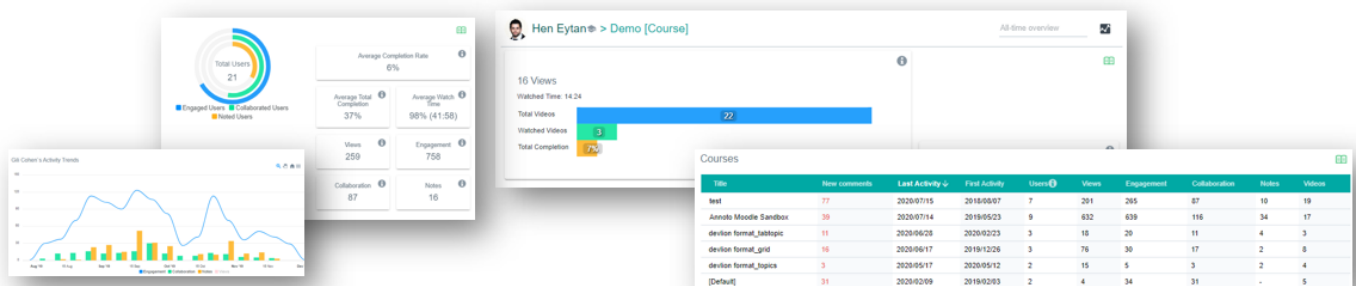 Total Users
21
Engaged Users Collaborated Users
Noted Users
Average Completion Rate
6%
Average Total Completion
37%
Average Watch Time
98% (41:58)
Views
259
Engagement
758
Collaboration
87
Notes
16
Hen Eytan > Demo [Course]
All-time overview
16 Views
Watched Time: 14:24
Total Videos 22
Watched Videos 3
Total Completion 7%
Gili Cohen's Activity Trends
Engagement Collaboration Notes
Courses
Title New comments Last Activity First Activity Users Views Engagement Collaboration Notes Videos
test 77 2020/07/15 2018/08/07 7 201 265 87 10 19
Annoto Moodle Sandbox 39 2020/07/14 2019/05/23 9 632 639 116 34 17
devlion format_tabtopic 11 2020/06/28 2020/02/23 3 18 20 11 4 3
devlion format_grid 16 2020/06/17 2019/12/26 3 76 30 17 2 8
devlion format_topics 3 2020/05/17 2020/05/12 2 15 5 3 2 4
[Default] 31 2020/02/09 2019/02/03 2 4 34 31 - 5